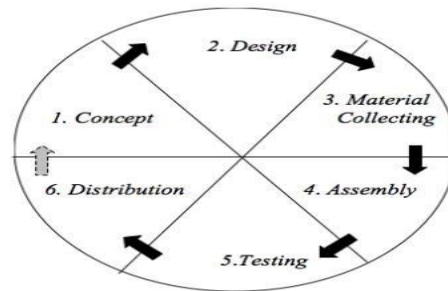 1. Concept
2. Design
3. Material
Collecting
4. Assembly
5.Testing
6. Distribution